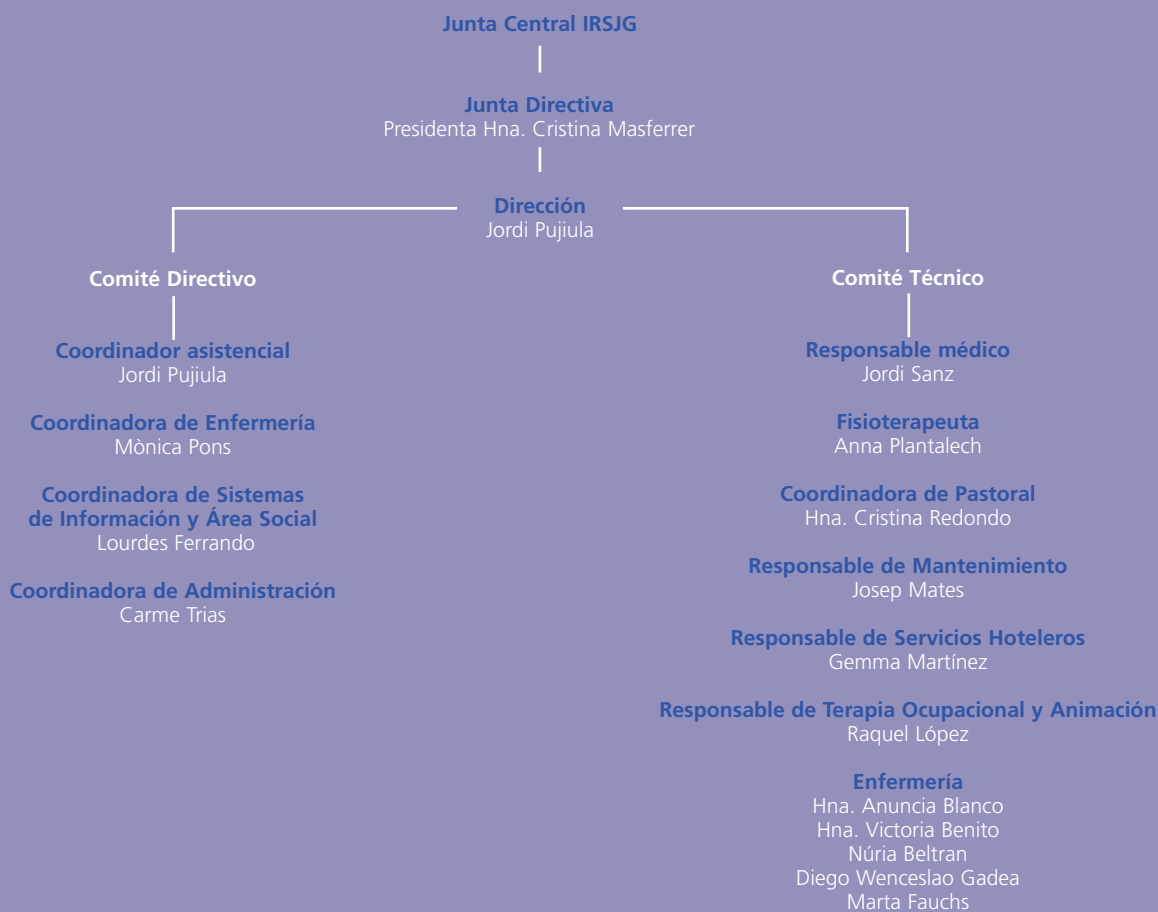 Junta Central IRSJG
Junta Directiva
Presidenta Hna. Cristina Masferrer
Dirección
Jordi Pujiula
Comité Directivo
Coordinador asistencial
Jordi Pujiula
Coordinadora de Enfermería
Mònica Pons
Coordinadora de Sistemas
de Información y Área Social
Lourdes Ferrando
Coordinadora de Administración
Carme Trias
Comité Técnico
Responsable médico
Jordi Sanz
Fisioterapeuta
Anna Plantalech
Coordinadora de Pastoral
Hna. Cristina Redondo
Responsable de Mantenimiento
Josep Mates
Responsable de Servicios Hoteleros
Gemma Martínez
Responsable de Terapia Ocupacional y Animación
Raquel López
Enfermería
Hna. Anuncia Blanco
Hna. Victoria Benito
Núria Beltran
Diego Wenceslao Gadea
Marta Fauchs